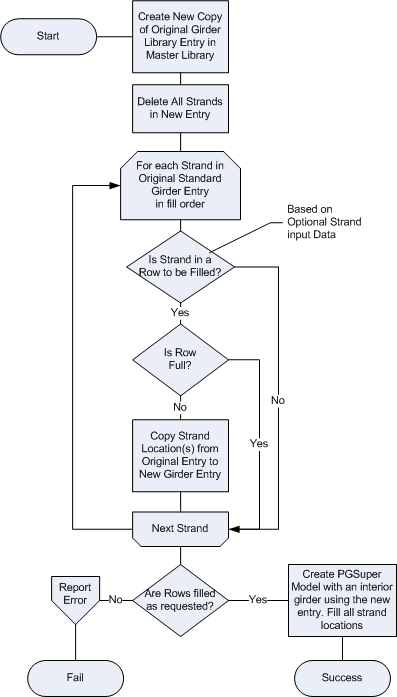 Start
Create New Copy
of Original Girder
Library Entry in
Master Library
Delete All Strands
in New Entry
For each Strand in
Original Standard
Girder Entry
in fill order
Based on
Optional Strand
input Data
Is Strand in a
Row to be Filled?
Yes
Is Row
Full?
No
No
Yes
Copy Strand
Location(s) from
Original Entry to
New Girder Entry
Next Strand
Are Rows filled
as requested?
No
Yes
Report
Error
Create PGSuper
Model with an interior
girder using the new
entry. Fill all strand
locations
Fail
Success